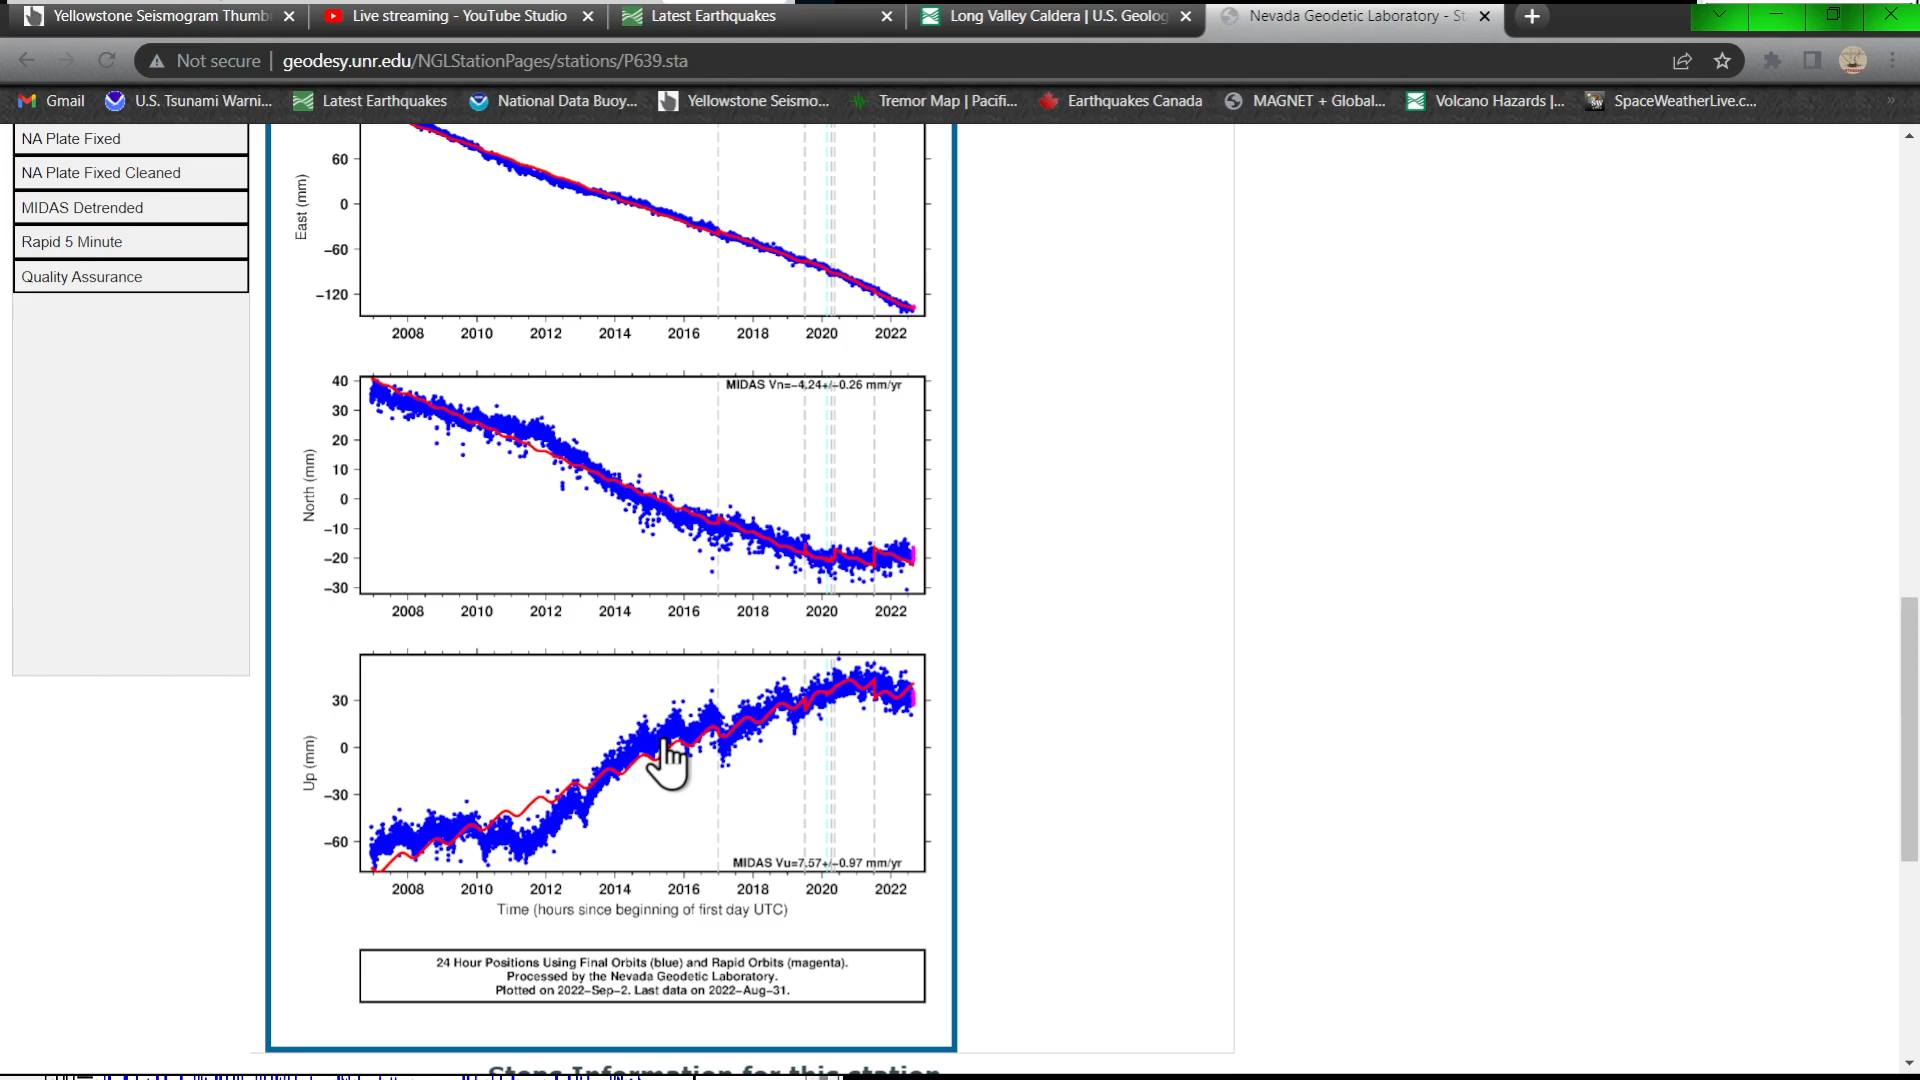 Yellowstone Seismogram Thumb
Live streaming - YouTube Studio
Latest Earthquakes
Long Valley Caldera | U.S. Geolog
Nevada Geodetic Laboratory - St
Not secure
geodesy.unr.edu/NGLStationPages/stations/P639.sta
Gmail
U.S. Tsunami Warni...
Latest Earthquakes
National Data Buoy...
Yellowstone Seismo...
Tremor Map | Pacifi...
Earthquakes Canada
MAGNET + Global...
Volcano Hazards |...
SpaceWeatherLive.c...
NA Plate Fixed
NA Plate Fixed Cleaned
MIDAS Detrended
Rapid 5 Minute
Quality Assurance
East (mm)
60
0
−60
−120
2008 2010 2012 2014 2016 2018 2020 2022
MIDAS Vn=−4.24+/−0.26 mm/yr
North (mm)
40
30
20
10
0
−10
−20
−30
2008 2010 2012 2014 2016 2018 2020 2022
Up (mm)
30
0
−30
−60
MIDAS Vu=7.57+/−0.97 mm/yr
2008 2010 2012 2014 2016 2018 2020 2022
Time (hours since beginning of first day UTC)
24 Hour Positions Using Final Orbits (blue) and Rapid Orbits (magenta).
Processed by the Nevada Geodetic Laboratory.
Plotted on 2022−Sep−2. Last data on 2022−Aug−31.
Steps Information for this station